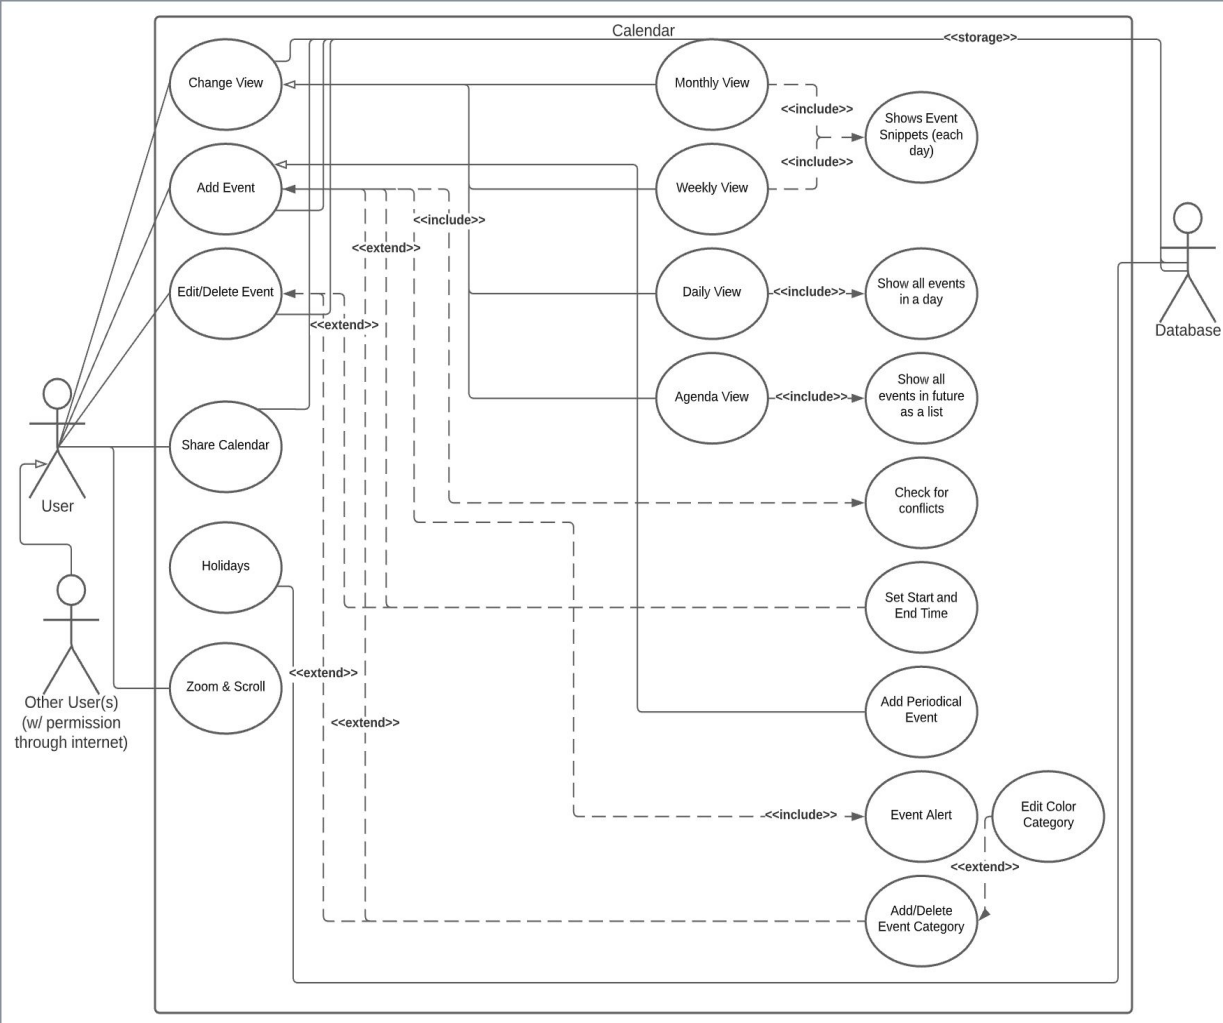 Calendar
<<storage>>
Change View
Monthly View
<<include>>
Shows Event
Snippets (each
day)
<<include>>
Add Event
Weekly View
<<include>>
<<extend>>
Edit/Delete Event
Daily View
<<include>>
Show all events
in a day
<<extend>>
Database
Agenda View
<<include>>
Show all
events in future
as a list
Share Calendar
User
Check for
conflicts
Holidays
Set Start and
End Time
<<extend>>
Zoom & Scroll
Other User(s)
(w/ permission
through internet)
<<extend>>
Add Periodical
Event
<<include>>
Event Alert
Edit Color
Category
<<extend>>
Add/Delete
Event Category